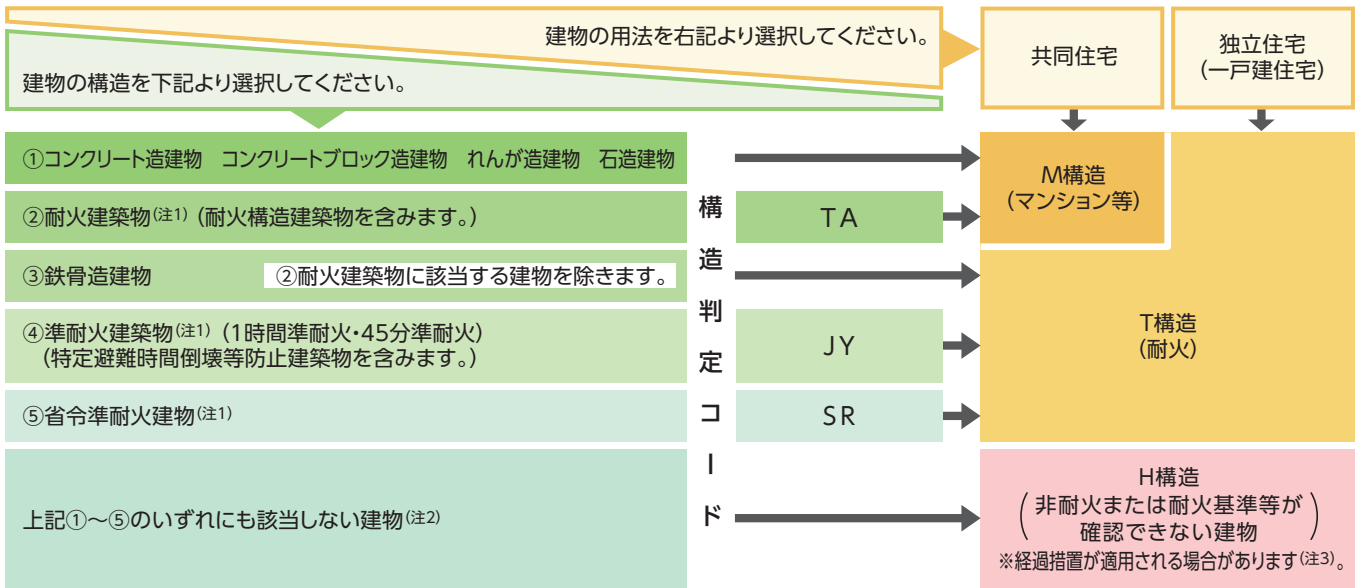 建物の用法を右記より選択してください。
建物の構造を下記より選択してください。
共同住宅
独立住宅
(一戸建住宅)
①コンクリート造建物 コンクリートブロック造建物 れんが造建物 石造建物
②耐火建築物(注1) (耐火構造建築物を含みます。)
③鉄骨造建物 ②耐火建築物に該当する建物を除きます。
④準耐火建築物(注1) (1時間準耐火・45分準耐火)
(特定避難時間倒壊等防止建築物を含みます。)
⑤省令準耐火建物(注1)
上記①～⑤のいずれにも該当しない建物(注2)
構造判定コード
TA
JY
SR
M構造
(マンション等)
T構造
(耐火)
H構造
(非耐火または耐火基準等が
確認できない建物)
※経過措置が適用される場合があります(注3)。